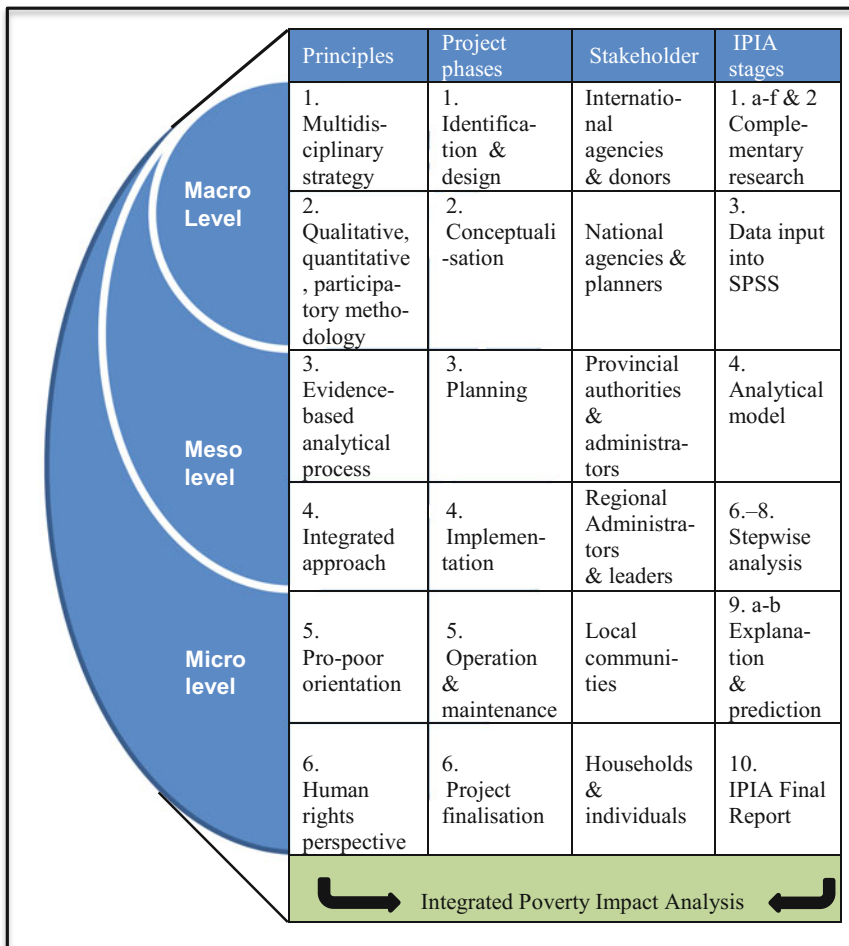 Macro
Level
Meso
level
Micro
level
Principles
Project
phases
Stakeholder
IPIA
stages
1.
Multidis-
ciplinary
strategy
1.
Identifica-
tion & 
design
Internatio-
nal
agencies
& donors
1. a-f & 2
Comple-
mentary
research
2.
Qualitative,
quantitative
, participa-
tory metho-
dology
2.
Conceptuali
-sation
National
agencies &
planners
3.
Data input
into
SPSS
3.
Evidence-
based
analytical
process
3.
Planning
Provincial
authorities
&
administra-
tors
4.
Analytical
model
4.
Integrated
approach
4.
Implemen-
tation
Regional
Administra-
tors
& leaders
6.–8.
Stepwise
analysis
5.
Pro-poor
orientation
5.
Operation
&
maintenance
Local
communi-
ties
9. a-b
Explana-
tion
&
prediction
6.
Human
rights
perspective
6.
Project
finalisation
Households
&
individuals
10.
IPIA Final
Report
Integrated Poverty Impact Analysis